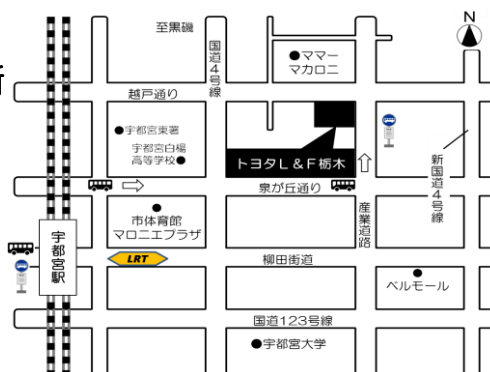 至黒磯
N
国道4号線
ママー
マカロニ
所
越戸通り
宇都宮東署
宇都宮白楊
高等学校
トヨタL&F栃木
新国道4号線
泉が丘通り
市体育館
マロニエプラザ
産業道路
宇都宮駅
LRT
柳田街道
ベルモール
国道123号線
宇都宮大学